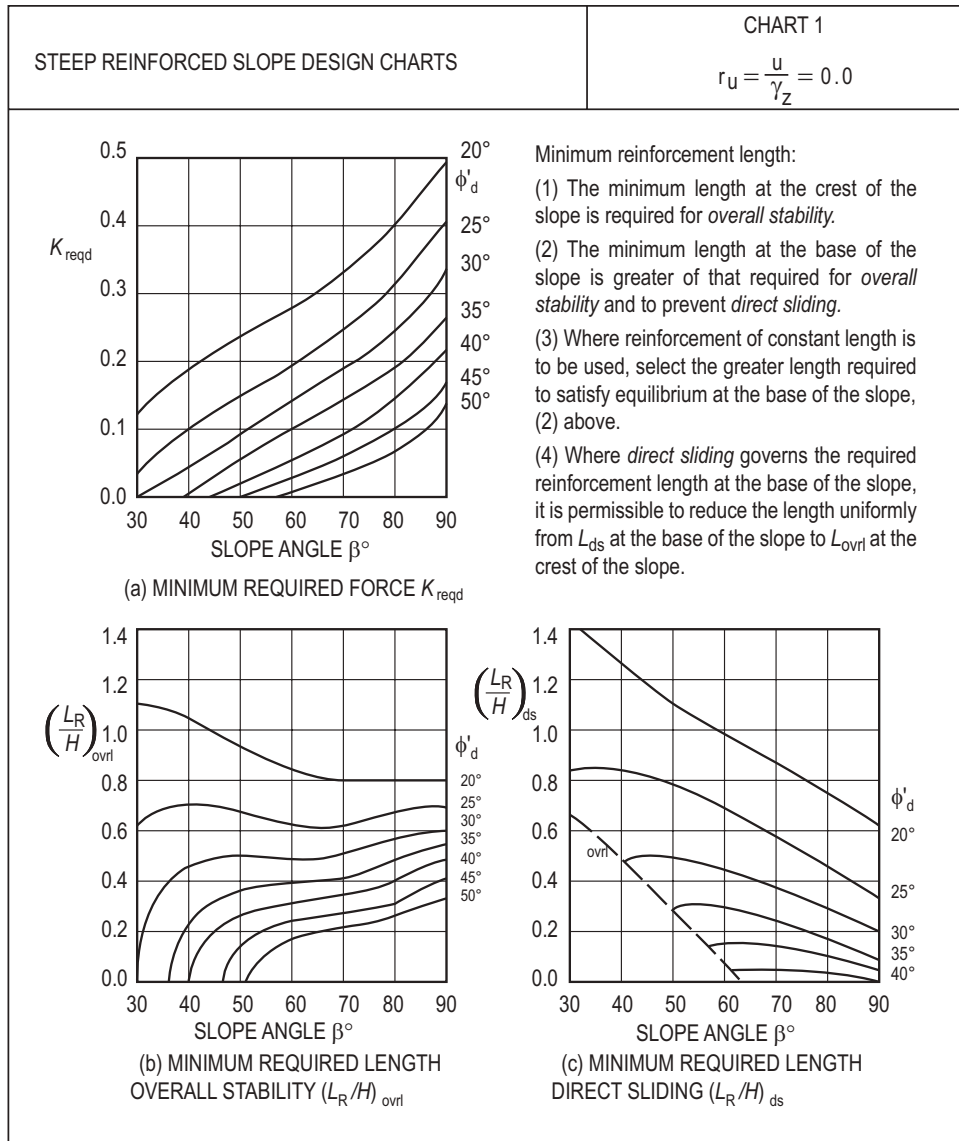 STEEP REINFORCED SLOPE DESIGN CHARTS
CHART 1
r_u = u/γ_z = 0.0
0.5
0.4
K_reqd
0.3
0.2
0.1
0.0
30 40 50 60 70 80 90
SLOPE ANGLE β°
20°
ϕ'_d
25°
30°
35°
40°
45°
50°
(a) MINIMUM REQUIRED FORCE K_reqd
Minimum reinforcement length:
(1) The minimum length at the crest of the
slope is required for overall stability.
(2) The minimum length at the base of the
slope is greater of that required for overall
stability and to prevent direct sliding.
(3) Where reinforcement of constant length is
to be used, select the greater length required
to satisfy equilibrium at the base of the slope,
(2) above.
(4) Where direct sliding governs the required
reinforcement length at the base of the slope,
it is permissible to reduce the length uniformly
from L_ds at the base of the slope to L_ovrl at the
crest of the slope.
1.4
1.2
(L_R/H)_ovrl
1.0
0.8
0.6
0.4
0.2
0.0
30 40 50 60 70 80 90
SLOPE ANGLE β°
ϕ'_d
20°
25°
30°
35°
40°
45°
50°
(b) MINIMUM REQUIRED LENGTH
OVERALL STABILITY (L_R/H)_ovrl
1.4
1.2
(L_R/H)_ds
1.0
0.8
0.6
0.4
0.2
0.0
ovrl
30 40 50 60 70 80 90
SLOPE ANGLE β°
ϕ'_d
20°
25°
30°
35°
40°
(c) MINIMUM REQUIRED LENGTH
DIRECT SLIDING (L_R/H)_ds